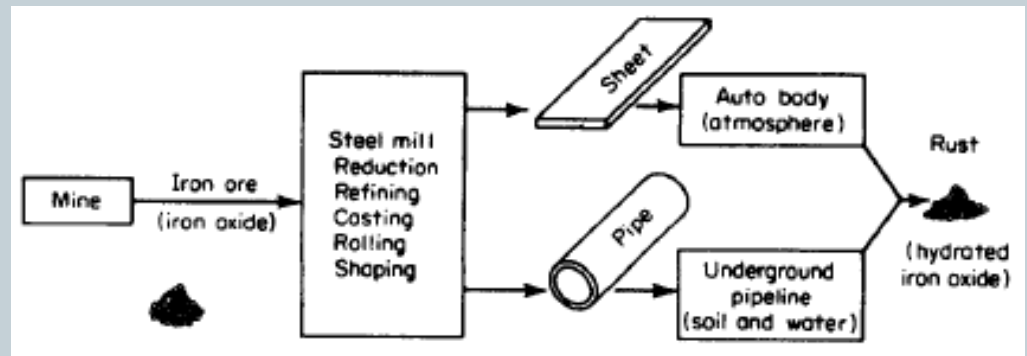 Mine
Iron ore
(iron oxide)
Steel mill
Reduction
Refining
Casting
Rolling
Shaping
Sheet
Auto body
(atmosphere)
Pipe
Underground
pipeline
(soil and water)
Rust
(hydrated
iron oxide)